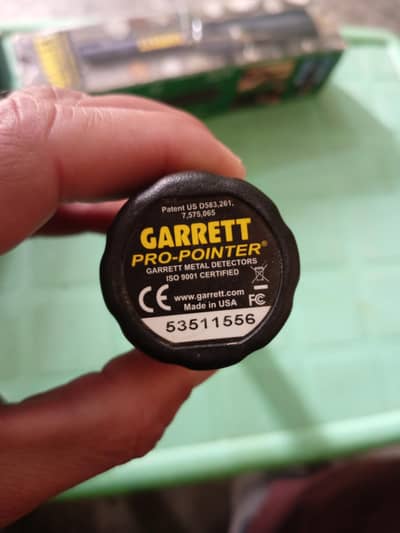 Patent US D583,261,
7,575,065
GARRETT
PRO-POINTER®
GARRETT METAL DETECTORS
ISO 9001 CERTIFIED
CE www.garrett.com FC
Made in USA
53511556